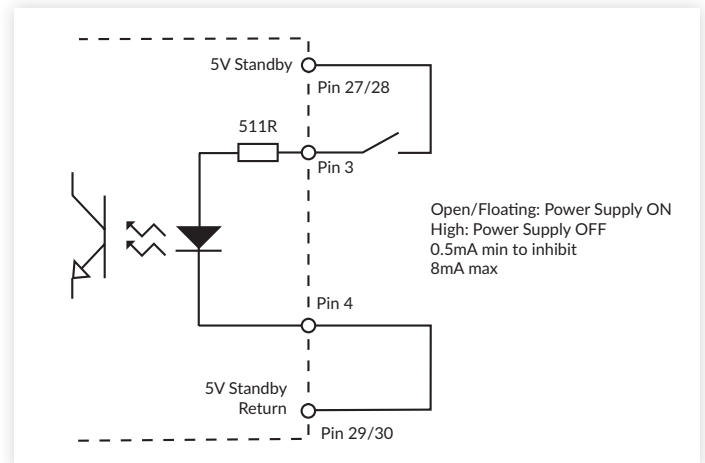 5V Standby
Pin 27/28
511R
Pin 3
Open/Floating: Power Supply ON
High: Power Supply OFF
0.5mA min to inhibit
8mA max
Pin 4
5V Standby
Return
Pin 29/30